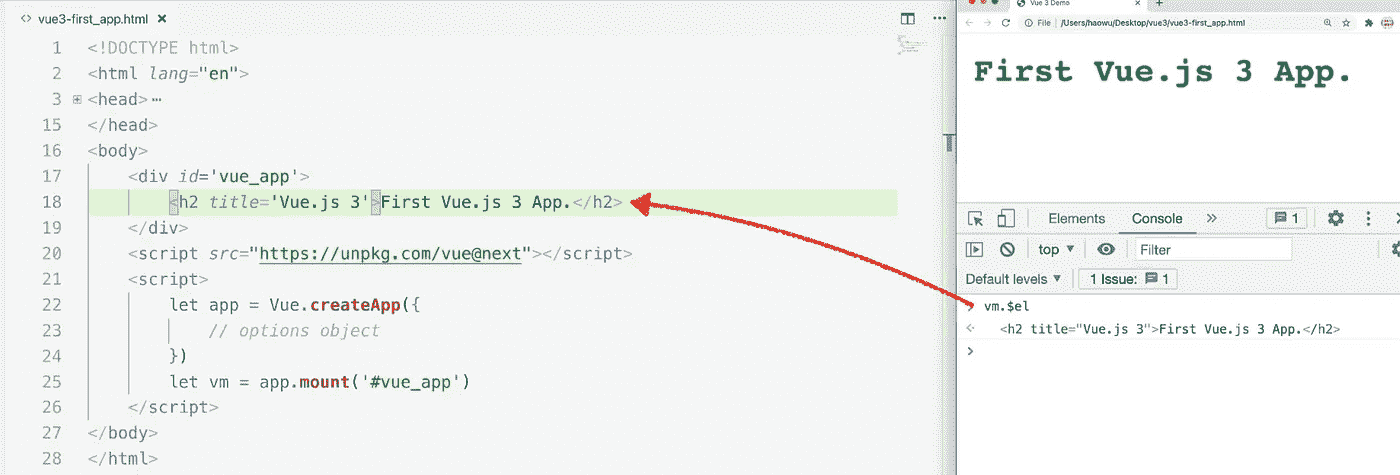 vue3-first_app.html
1 <!DOCTYPE html>
2 <html lang="en">
3 <head>
15 </head>
16 <body>
17 <div id='vue_app'>
18 <h2 title='Vue.js 3'>First Vue.js 3 App.</h2>
19 </div>
20 <script src="https://unpkg.com/vue@next"></script>
21 <script>
22 let app = Vue.createApp({
23 // options object
24 })
25 let vm = app.mount('#vue_app')
26 </script>
27 </body>
28 </html>
Vue 3 Demo
File /Users/haowu/Desktop/vue3/vue3-first_app.html
First Vue.js 3 App.
Elements Console 1
top Filter
Default levels 1 Issue: 1
vm.$el
<h2 title="Vue.js 3">First Vue.js 3 App.</h2>